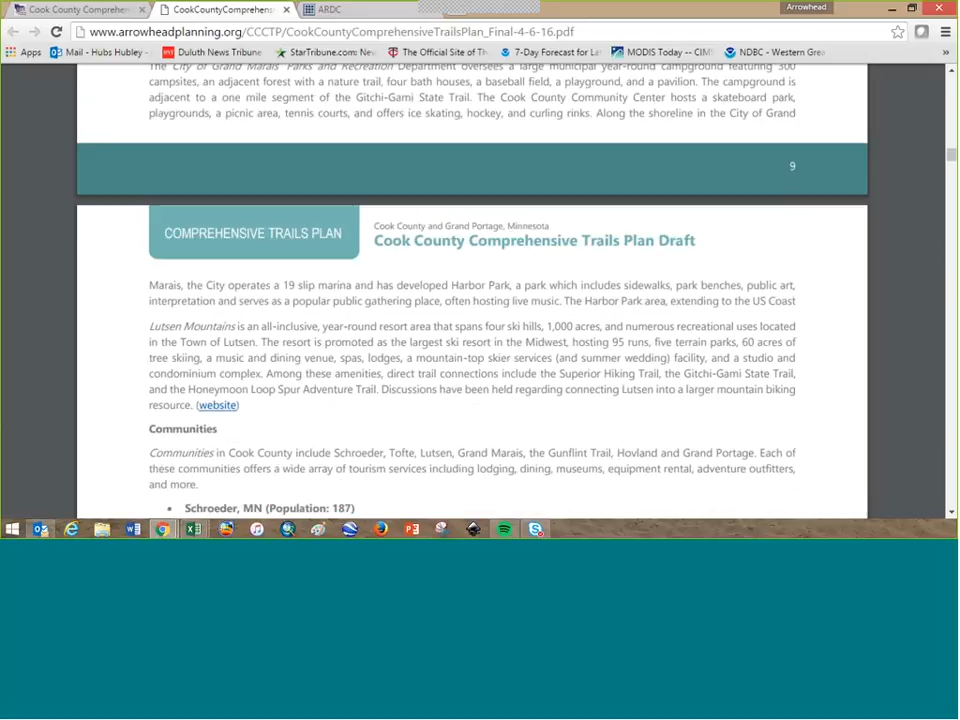 Arrowhead
Cook County Comprehen
CookCountyComprehens
ARDC
www.arrowheadplanning.org/CCCTP/CookCountyComprehensiveTrailsPlan_Final-4-6-16.pdf
Apps
Mail - Hubs Hubley -
Duluth News Tribune
StarTribune.com: New
The Official Site of Th
7-Day Forecast for La
MODIS Today -- CIMS
NDBC - Western Grea
»
The City of Grand Marais' Parks and Recreation Department oversees a large municipal year-round campground featuring 300
campsites, an adjacent forest with a nature trail, four bath houses, a baseball field, a playground, and a pavilion. The campground is
adjacent to a one mile segment of the Gitchi-Gami State Trail. The Cook County Community Center hosts a skateboard park,
playgrounds, a picnic area, tennis courts, and offers ice skating, hockey, and curling rinks. Along the shoreline in the City of Grand
9
COMPREHENSIVE TRAILS PLAN
Cook County and Grand Portage, Minnesota
Cook County Comprehensive Trails Plan Draft
Marais, the City operates a 19 slip marina and has developed Harbor Park, a park which includes sidewalks, park benches, public art,
interpretation and serves as a popular public gathering place, often hosting live music. The Harbor Park area, extending to the US Coast
Lutsen Mountains is an all-inclusive, year-round resort area that spans four ski hills, 1,000 acres, and numerous recreational uses located
in the Town of Lutsen. The resort is promoted as the largest ski resort in the Midwest, hosting 95 runs, five terrain parks, 60 acres of
tree skiing, a music and dining venue, spas, lodges, a mountain-top skier services (and summer wedding) facility, and a studio and
condominium complex. Among these amenities, direct trail connections include the Superior Hiking Trail, the Gitchi-Gami State Trail,
and the Honeymoon Loop Spur Adventure Trail. Discussions have been held regarding connecting Lutsen into a larger mountain biking
resource. (website)
Communities
Communities in Cook County include Schroeder, Tofte, Lutsen, Grand Marais, the Gunflint Trail, Hovland and Grand Portage. Each of
these communities offers a wide array of tourism services including lodging, dining, museums, equipment rental, adventure outfitters,
and more.
• Schroeder, MN (Population: 187)